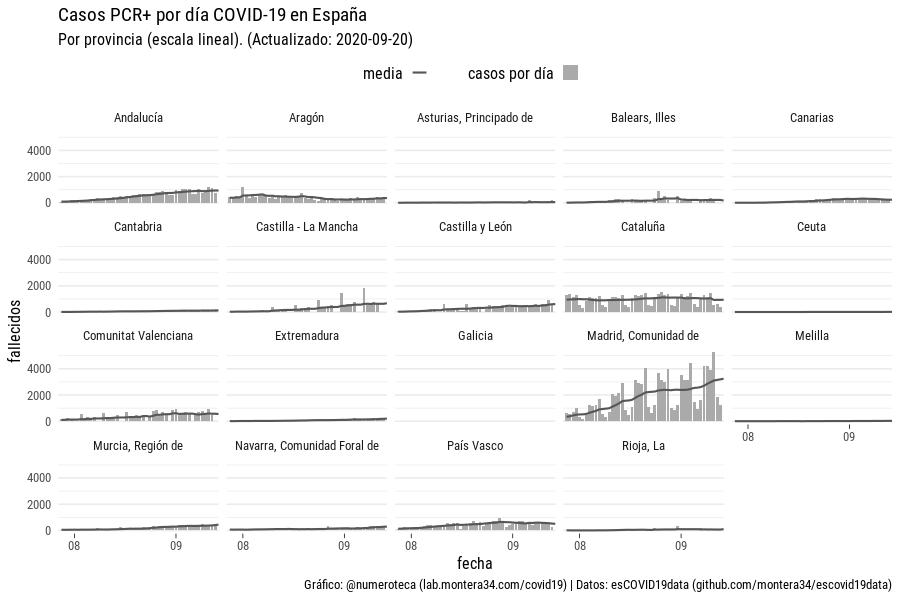 Casos PCR+ por día COVID-19 en España
Por provincia (escala lineal). (Actualizado: 2020-09-20)
media casos por día
Andalucía Aragón Asturias, Principado de Balears, Illes Canarias
4000
2000
0
Cantabria Castilla - La Mancha Castilla y León Cataluña Ceuta
4000
2000
0
fallecidos
Comunitat Valenciana Extremadura Galicia Madrid, Comunidad de Melilla
4000
2000
0
08 09
Murcia, Región de Navarra, Comunidad Foral de País Vasco Rioja, La
4000
2000
0
08 09 08 09 08 09 08 09
fecha
Gráfico: @numeroteca (lab.montera34.com/covid19) | Datos: esCOVID19data (github.com/montera34/escovid19data)